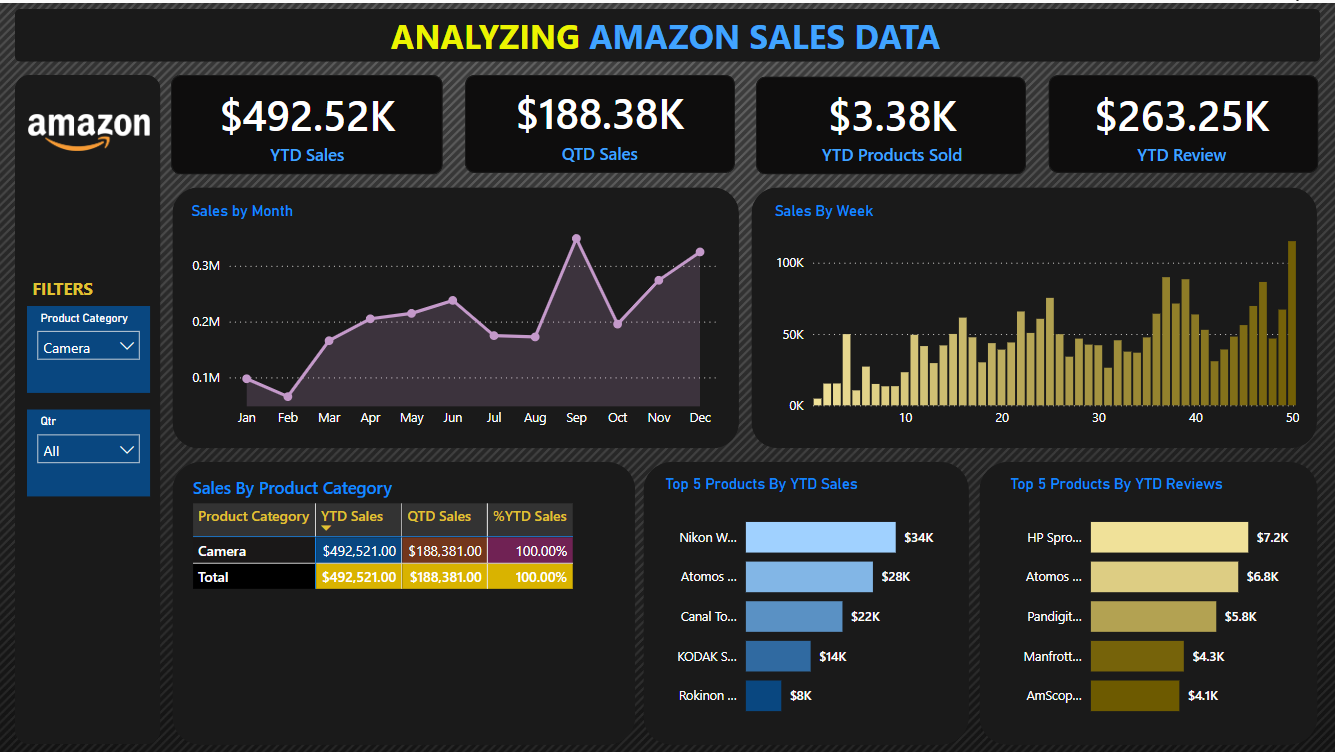 ANALYZING AMAZON SALES DATA
amazon
$492.52K
YTD Sales
$188.38K
QTD Sales
$3.38K
YTD Products Sold
$263.25K
YTD Review
FILTERS
Product Category
Camera
Qtr
All
Sales by Month
0.3M
0.2M
0.1M
Jan Feb Mar Apr May Jun Jul Aug Sep Oct Nov Dec
Sales By Week
100K
50K
0K
10 20 30 40 50
Sales By Product Category
Product Category YTD Sales QTD Sales %YTD Sales
Camera $492,521.00 $188,381.00 100.00%
Total $492,521.00 $188,381.00 100.00%
Top 5 Products By YTD Sales
Nikon W... $34K
Atomos ... $28K
Canal To... $22K
KODAK S... $14K
Rokinon ... $8K
Top 5 Products By YTD Reviews
HP Spro... $7.2K
Atomos ... $6.8K
Pandigit... $5.8K
Manfrott... $4.3K
AmScop... $4.1K